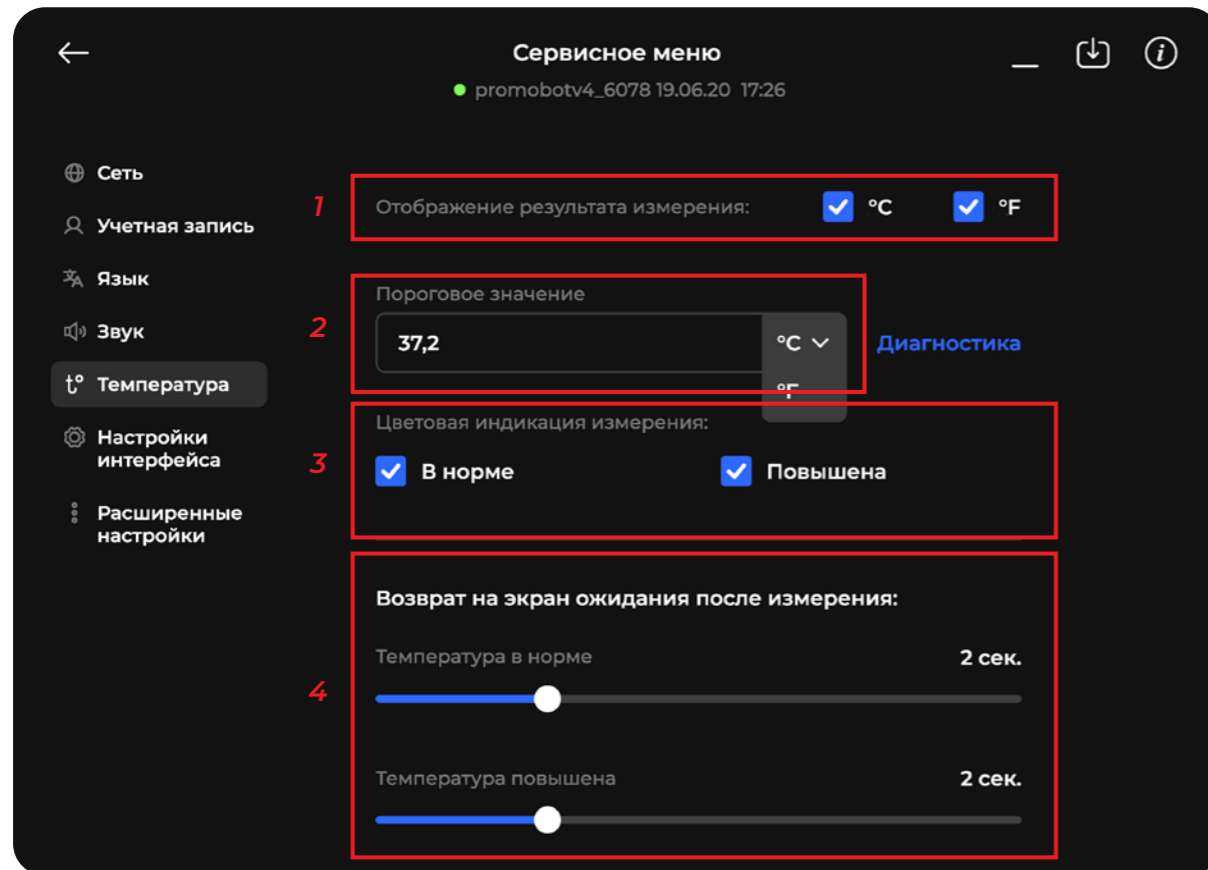 Сервисное меню
promobotv4_6078 19.06.20 17:26
Сеть
Учетная запись
Язык
Звук
t° Температура
Настройки
интерфейса
Расширенные
настройки
1
Отображение результата измерения: °C °F
2
Пороговое значение
37,2 °C Диагностика
°F
3
Цветовая индикация измерения:
В норме Повышена
4
Возврат на экран ожидания после измерения:
Температура в норме 2 сек.
Температура повышена 2 сек.